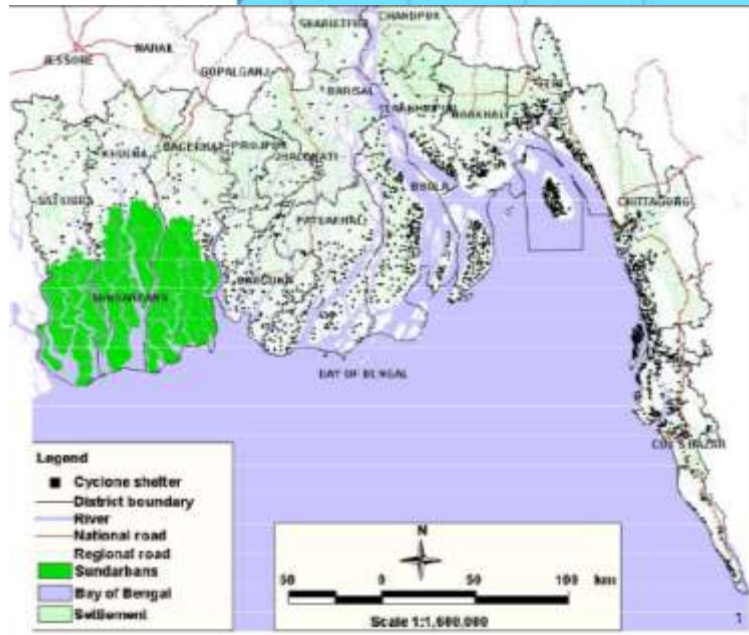 SHARIATPUR
CHANDPUR
NARAIL
JESSORE
GOPALGANJ
BARISAL
LAKSHMIPUR
NOAKHALI
FENI
KHULNA
BAGERHAT
PIROJPUR
JHALOKATI
BHOLA
SATKHIRA
CHITTAGONG
PATUAKHALI
BARGUNA
SUNDARBANS
BAY OF BENGAL
COX'S BAZAR
Legend
Cyclone shelter
District boundary
River
National road
Regional road
Sundarbans
Bay of Bengal
Settlement
N
50 0 50 100 km
Scale 1:1,600,000
1